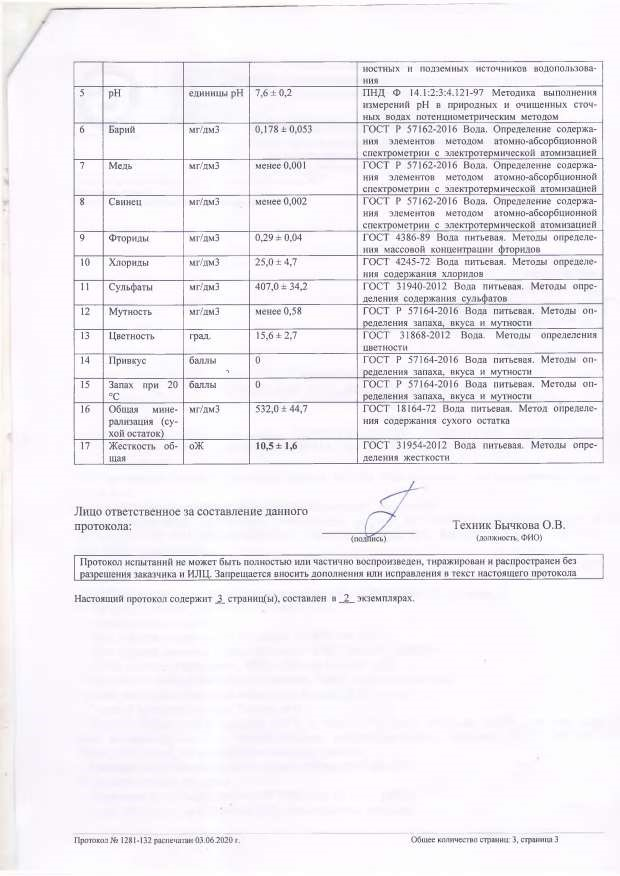 ностных и подземных источников водопользова-
ния
5 рН единицы рН 7,6 ± 0,2 ПНД Ф 14.1:2:3:4.121-97 Методика выполнения
измерений рН в природных и очищенных сточ-
ных водах потенциометрическим методом
6 Барий мг/дм3 0,178 ± 0,053 ГОСТ Р 57162-2016 Вода. Определение содержа-
ния элементов методом атомно-абсорбционной
спектрометрии с электротермической атомизацией
7 Медь мг/дм3 менее 0,001 ГОСТ Р 57162-2016 Вода. Определение содержа-
ния элементов методом атомно-абсорбционной
спектрометрии с электротермической атомизацией
8 Свинец мг/дм3 менее 0,002 ГОСТ Р 57162-2016 Вода. Определение содержа-
ния элементов методом атомно-абсорбционной
спектрометрии с электротермической атомизацией
9 Фториды мг/дм3 0,29 ± 0,04 ГОСТ 4386-89 Вода питьевая. Методы определе-
ния массовой концентрации фторидов
10 Хлориды мг/дм3 25,0 ± 4,7 ГОСТ 4245-72 Вода питьевая. Методы определе-
ния содержания хлоридов
11 Сульфаты мг/дм3 407,0 ± 34,2 ГОСТ 31940-2012 Вода питьевая. Методы опре-
деления содержания сульфатов
12 Мутность мг/дм3 менее 0,58 ГОСТ Р 57164-2016 Вода питьевая. Методы оп-
ределения запаха, вкуса и мутности
13 Цветность град. 15,6 ± 2,7 ГОСТ 31868-2012 Вода. Методы определения
цветности
14 Привкус баллы 0 ГОСТ Р 57164-2016 Вода питьевая. Методы оп-
ределения запаха, вкуса и мутности
15 Запах при 20 баллы 0 ГОСТ Р 57164-2016 Вода питьевая. Методы оп-
°С ределения запаха, вкуса и мутности
16 Общая мине- мг/дм3 532,0 ± 44,7 ГОСТ 18164-72 Вода питьевая. Метод определе-
рализация (су- ния содержания сухого остатка
хой остаток)
17 Жесткость об- оЖ 10,5 ± 1,6 ГОСТ 31954-2012 Вода питьевая. Методы опре-
щая деления жесткости
Лицо ответственное за составление данного
протокола: Техник Бычкова О.В.
(подпись) (должность, ФИО)
Протокол испытаний не может быть полностью или частично воспроизведен, тиражирован и распространен без
разрешения заказчика и ИЛЦ. Запрещается вносить дополнения или исправления в текст настоящего протокола
Настоящий протокол содержит 3 страниц(ы), составлен в 2 экземплярах.
Протокол № 1281-132 распечатан 03.06.2020 г. Общее количество страниц: 3, страница 3